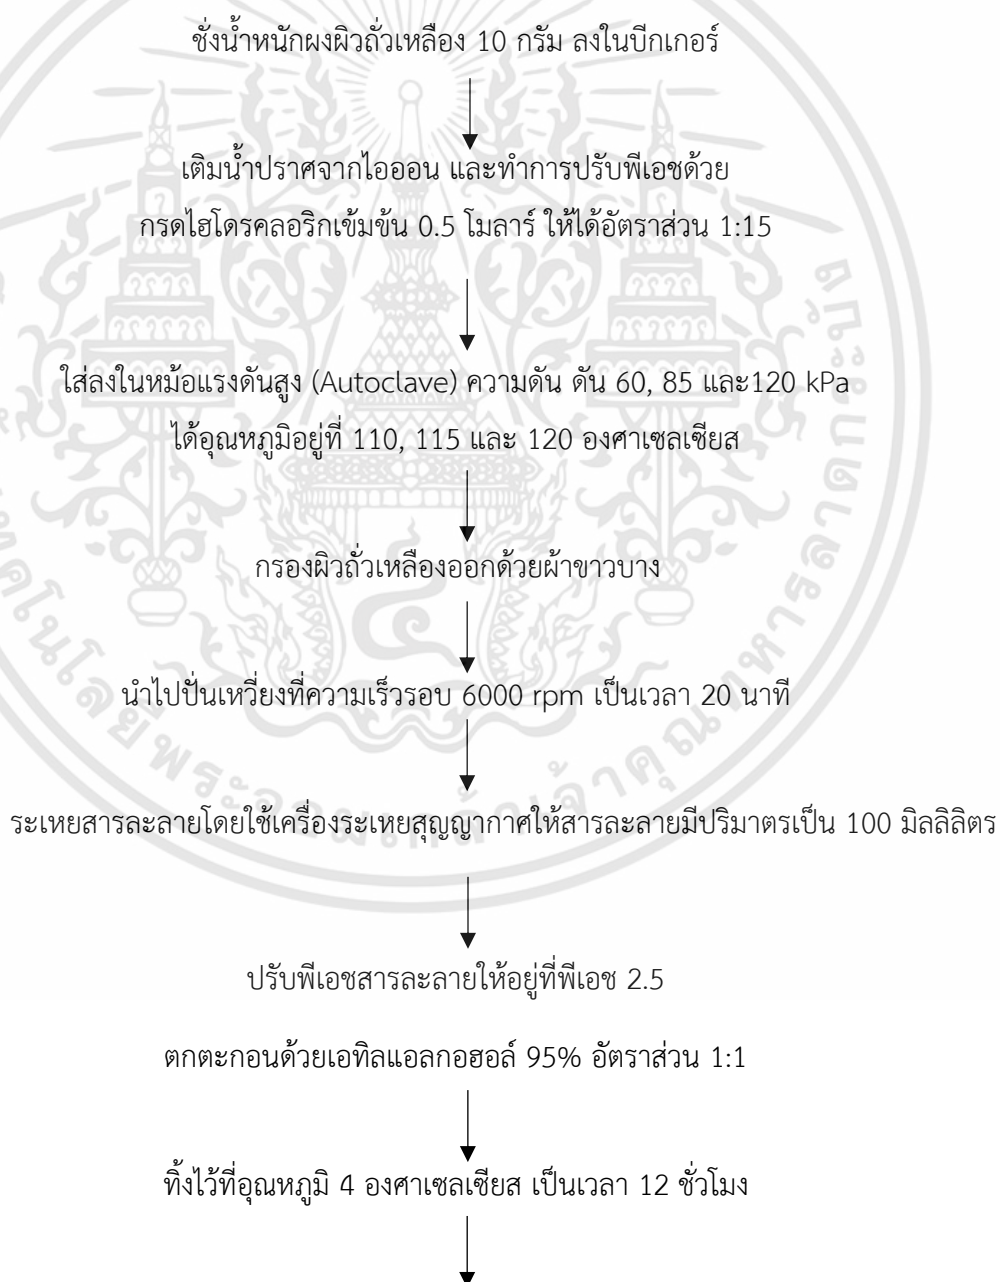 ชั่งน้ำหนักผงผิวถั่วเหลือง 10 กรัม ลงในบีกเกอร์
เติมน้ำปราศจากไอออน และทำการปรับพีเอชด้วย
กรดไฮโดรคลอริกเข้มข้น 0.5 โมลาร์ ให้ได้อัตราส่วน 1:15
ใส่ลงในหม้อแรงดันสูง (Autoclave) ความดัน ดัน 60, 85 และ120 kPa
ได้อุณหภูมิอยู่ที่ 110, 115 และ 120 องศาเซลเซียส
กรองผิวถั่วเหลืองออกด้วยผ้าขาวบาง
นำไปปั่นเหวี่ยงที่ความเร็วรอบ 6000 rpm เป็นเวลา 20 นาที
ระเหยสารละลายโดยใช้เครื่องระเหยสุญญากาศให้สารละลายมีปริมาตรเป็น 100 มิลลิลิตร
ปรับพีเอชสารละลายให้อยู่ที่พีเอช 2.5
ตกตะกอนด้วยเอทิลแอลกอฮอล์ 95% อัตราส่วน 1:1
ทิ้งไว้ที่อุณหภูมิ 4 องศาเซลเซียส เป็นเวลา 12 ชั่วโมง